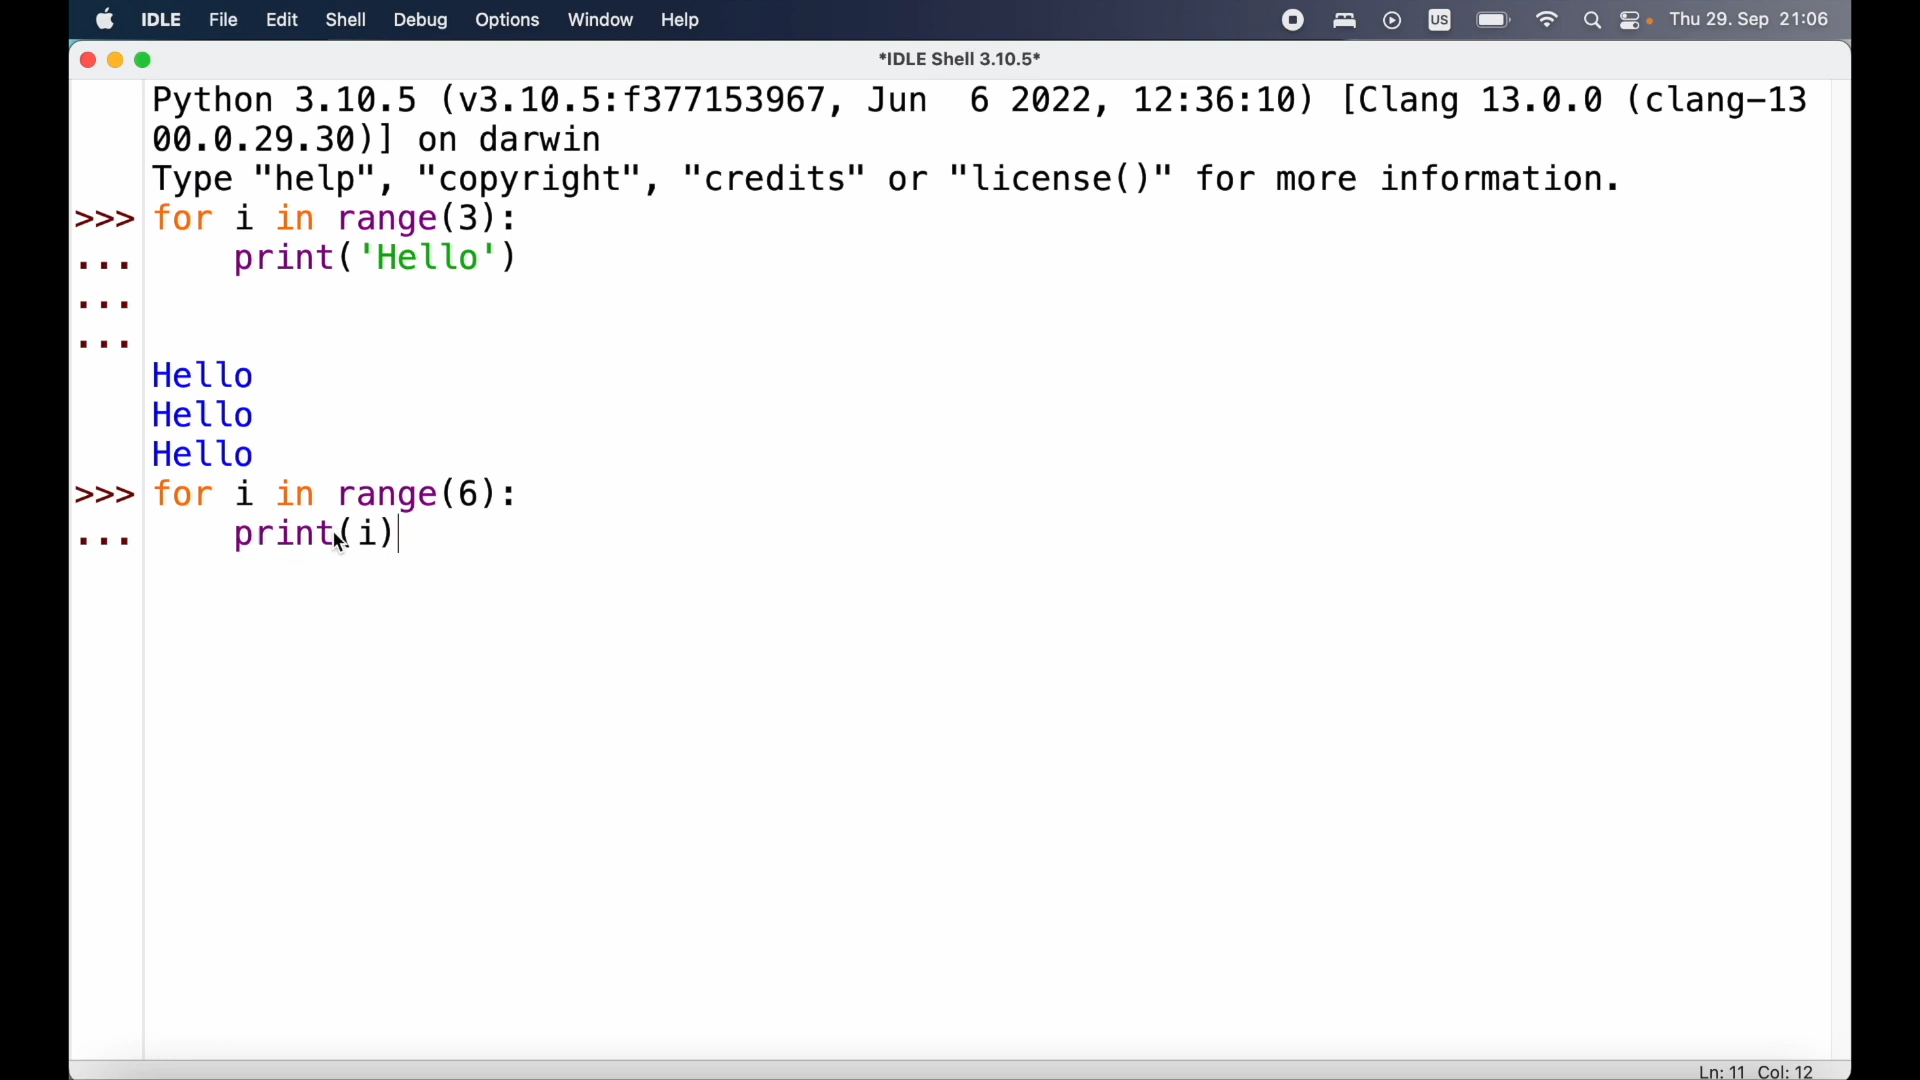 IDLE File Edit Shell Debug Options Window Help US Thu 29. Sep 21:06
*IDLE Shell 3.10.5*
Python 3.10.5 (v3.10.5:f377153967, Jun  6 2022, 12:36:10) [Clang 13.0.0 (clang-13
00.0.29.30)] on darwin
Type "help", "copyright", "credits" or "license()" for more information.
>>> for i in range(3):
...     print('Hello')
...
...
Hello
Hello
Hello
>>> for i in range(6):
...     print(i)
Ln: 11 Col: 12